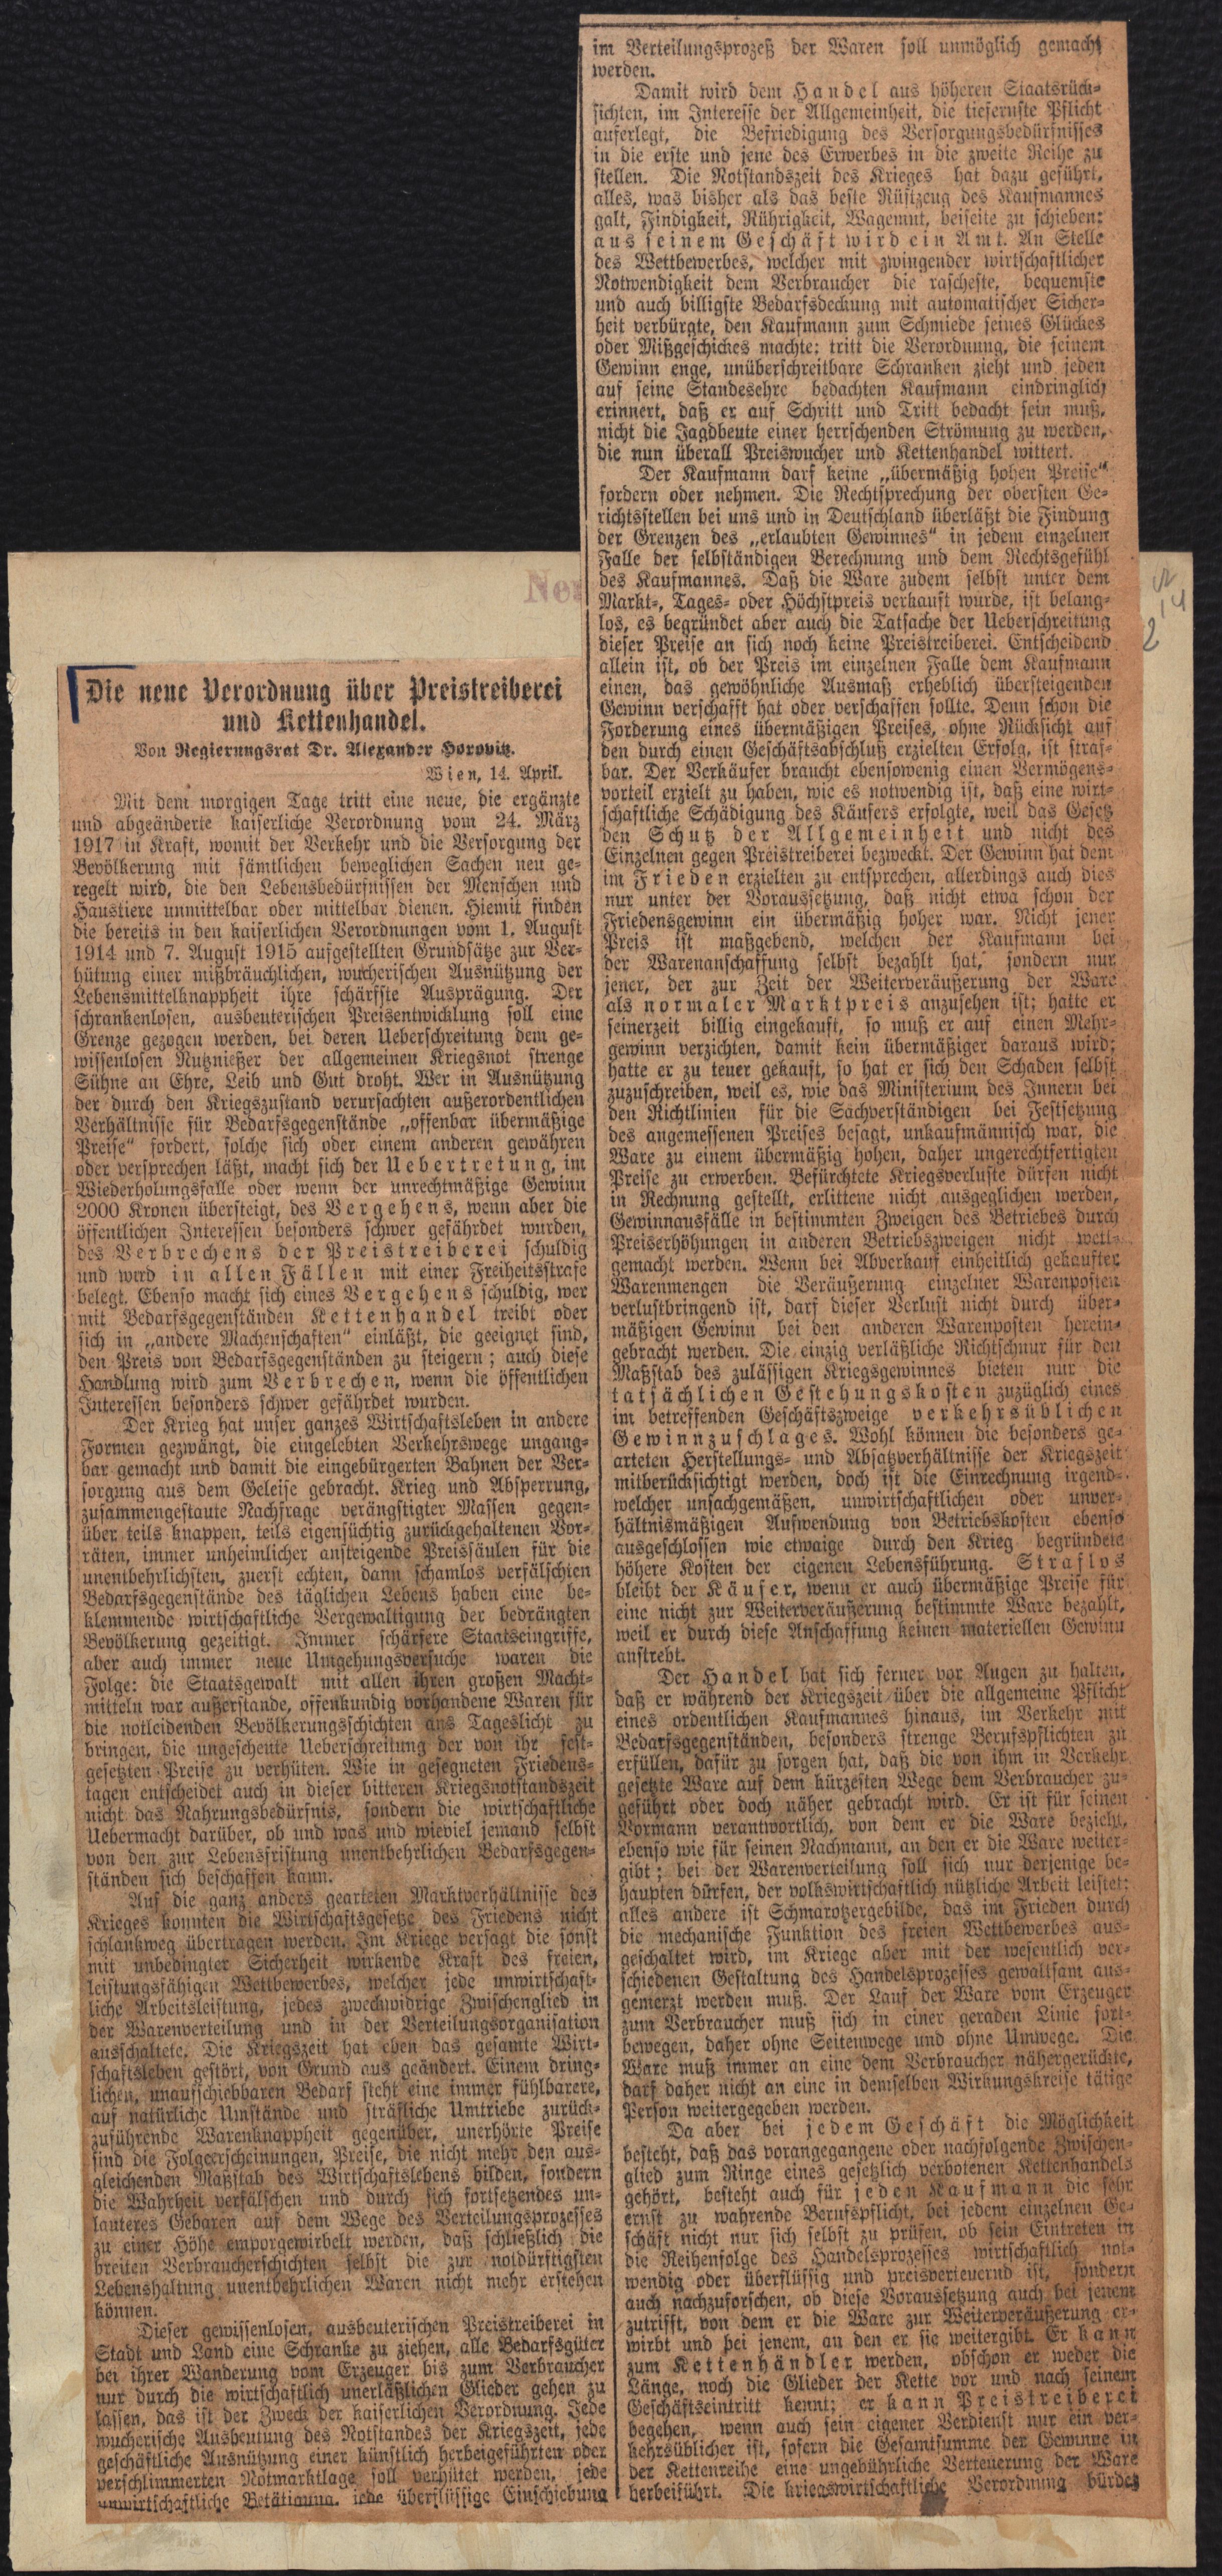 Neu
2
14
2
Die neue Verordnung über Preistreiberei
und Kettenhandel.
Von Regierungsrat Dr. Alexander Horovitz.
Wien, 14. April.
Mit dem morgigen Tage tritt eine neue, die ergänzte
und abgeänderte kaiserliche Verordnung vom 24. März
1917 in Kraft, womit der Verkehr und die Versorgung der
Bevölkerung mit sämtlichen beweglichen Sachen neu ge-
regelt wird, die den Lebensbedürfnissen der Menschen und
Haustiere unmittelbar oder mittelbar dienen. Hiemit finden
die bereits in den kaiserlichen Verordnungen vom 1. August
1914 und 7. August 1915 aufgestellten Grundsätze zur Ver-
hütung einer mißbräuchlichen, wucherischen Ausnützung der
Lebensmittelknappheit ihre schärfste Ausprägung. Der
schrankenlosen, ausbeuterischen Preisentwicklung soll eine
Grenze gezogen werden, bei deren Ueberschreitung dem ge-
wissenlosen Nutznießer der allgemeinen Kriegsnot strenge
Sühne an Ehre, Leib und Gut droht. Wer in Ausnützung
der durch den Kriegszustand verursachten außerordentlichen
Verhältnisse für Bedarfsgegenstände „offenbar übermäßige
Preise“ fordert, solche sich oder einem anderen gewähren
oder versprechen läßt, macht sich der Uebertretung, im
Wiederholungsfalle oder wenn der unrechtmäßige Gewinn
2000 Kronen übersteigt, des Vergehens, wenn aber die
öffentlichen Interessen besonders schwer gefährdet wurden,
des Verbrechens der Preistreiberei schuldig
und wird in allen Fällen mit einer Freiheitsstrafe
belegt. Ebenso macht sich eines Vergehens schuldig, wer
mit Bedarfsgegenständen Kettenhandel treibt oder
sich in „andere Machenschaften“ einläßt, die geeignet sind,
den Preis von Bedarfsgegenständen zu steigern; auch diese
Handlung wird zum Verbrechen, wenn die öffentlichen
Interessen besonders schwer gefährdet wurden.
Der Krieg hat unser ganzes Wirtschaftsleben in andere
Formen gezwängt, die eingelebten Verkehrswege ungang-
bar gemacht und damit die eingebürgerten Bahnen der Ver-
sorgung aus dem Geleise gebracht. Krieg und Absperrung,
zusammengestaute Nachfrage verängstigter Massen gegen-
über teils knappen, teils eigensüchtig zurückgehaltenen Vor-
räten, immer unheimlicher ansteigende Preissäulen für die
unentbehrlichsten, zuerst echten, dann schamlos verfälschten
Bedarfsgegenstände des täglichen Lebens haben eine be-
klemmende wirtschaftliche Vergewaltigung der bedrängten
Bevölkerung gezeitigt. Immer schärfere Staatseingriffe,
aber auch immer neue Umgehungsversuche waren die
Folge: die Staatsgewalt mit allen ihren großen Macht-
mitteln war außerstande, offenkundig vorhandene Waren für
die notleidenden Bevölkerungsschichten ans Tageslicht zu
bringen, die ungescheute Ueberschreitung der von ihr fest-
gesetzten Preise zu verhüten. Wie in gesegneten Friedens-
tagen entscheidet auch in dieser bitteren Kriegsnotstandszeit
nicht das Nahrungsbedürfnis, sondern die wirtschaftliche
Uebermacht darüber, ob und was und wieviel jemand selbst
von den zur Lebensfristung unentbehrlichen Bedarfsgegen-
ständen sich beschaffen kann.
Auf die ganz anders gearteten Marktverhältnisse des
Krieges konnten die Wirtschaftsgesetze des Friedens nicht
schlankweg übertragen werden. Im Kriege versagt die sonst
mit unbedingter Sicherheit wirkende Kraft des freien,
leistungsfähigen Wettbewerbes, welcher jede unwirtschaft-
liche Arbeitsleistung, jedes zweckwidrige Zwischenglied in
der Warenverteilung und in der Verteilungsorganisation
ausschaltete. Die Kriegszeit hat eben das gesamte Wirt-
schaftsleben gestört, von Grund aus geändert. Einem dring-
lichen, unaufschiebbaren Bedarf steht eine immer fühlbarere,
auf natürliche Umstände und sträfliche Umtriebe zurück-
zuführende Warenknappheit gegenüber, unerhörte Preise
sind die Folgeerscheinungen, Preise, die nicht mehr den aus-
gleichenden Maßstab des Wirtschaftslebens bilden, sondern
die Wahrheit verfälschen und durch sich fortsetzendes un-
lauteres Gebaren auf dem Wege des Verteilungsprozesses
zu einer Höhe emporgewirbelt werden, daß schließlich die
breiten Verbraucherschichten selbst die zur notdürftigsten
Lebenshaltung unentbehrlichen Waren nicht mehr erstehen
können.
Dieser gewissenlosen, ausbeuterischen Preistreiberei in
Stadt und Land eine Schranke zu ziehen, alle Bedarfsgüter
bei ihrer Wanderung vom Erzeuger bis zum Verbraucher
nur durch die wirtschaftlich unerläßlichen Glieder gehen zu
lassen, das ist der Zweck der kaiserlichen Verordnung. Jede
wucherische Ausbeutung des Notstandes der Kriegszeit, jede
geschäftliche Ausnützung einer künstlich herbeigeführten oder
verschlimmerten Notmarktlage soll verhütet werden, jede
unwirtschaftliche Betätigung, jede überflüssige Einschiebung
im Verteilungsprozeß der Waren soll unmöglich gemacht
werden.
Damit wird dem Handel aus höheren Staatsrück-
sichten, im Interesse der Allgemeinheit, die tiefernste Pflicht
auferlegt, die Befriedigung des Versorgungsbedürfnisses
in die erste und jene des Erwerbes in die zweite Reihe zu
stellen. Die Notstandszeit des Krieges hat dazu geführt,
alles, was bisher als das beste Rüstzeug des Kaufmannes
galt, Findigkeit, Rührigkeit, Wagemut, beiseite zu schieben:
aus seinem Geschäft wird ein Amt. An Stelle
des Wettbewerbes, welcher mit zwingender wirtschaftlicher
Notwendigkeit dem Verbraucher die rascheste, bequemste
und auch billigste Bedarfsdeckung mit automatischer Sicher-
heit verbürgte, den Kaufmann zum Schmiede seines Glückes
oder Mißgeschickes machte: tritt die Verordnung, die seinem
Gewinn enge, unüberschreitbare Schranken zieht und jeden
auf seine Standesehre bedachten Kaufmann eindringlich
erinnert, daß er auf Schritt und Tritt bedacht sein muß,
nicht die Jagdbeute einer herrschenden Strömung zu werden,
die nun überall Preiswucher und Kettenhandel wittert.
Der Kaufmann darf keine „übermäßig hohen Preise“
fordern oder nehmen. Die Rechtsprechung der obersten Ge-
richtsstellen bei uns und in Deutschland überläßt die Findung
der Grenzen des „erlaubten Gewinnes“ in jedem einzelnen
Falle der selbständigen Berechnung und dem Rechtsgefühl
des Kaufmannes. Daß die Ware zudem selbst unter dem
Markt-, Tages- oder Höchstpreis verkauft wurde, ist belang-
los, es begründet aber auch die Tatsache der Ueberschreitung
dieser Preise an sich noch keine Preistreiberei. Entscheidend
allein ist, ob der Preis im einzelnen Falle dem Kaufmann
einen, das gewöhnliche Ausmaß erheblich übersteigenden
Gewinn verschafft hat oder verschaffen sollte. Denn schon die
Forderung eines übermäßigen Preises, ohne Rücksicht auf
den durch einen Geschäftsabschluß erzielten Erfolg, ist straf-
bar. Der Verkäufer braucht ebensowenig einen Vermögens-
vorteil erzielt zu haben, wie es notwendig ist, daß eine wirt-
schaftliche Schädigung des Käufers erfolgte, weil das Gesetz
den Schutz der Allgemeinheit und nicht des
Einzelnen gegen Preistreiberei bezweckt. Der Gewinn hat dem
im Frieden erzielten zu entsprechen, allerdings auch dies
nur unter der Voraussetzung, daß nicht etwa schon der
Friedensgewinn ein übermäßig hoher war. Nicht jener
Preis ist maßgebend, welchen der Kaufmann bei
der Warenanschaffung selbst bezahlt hat, sondern nur
jener, der zur Zeit der Weiterveräußerung der Ware
als normaler Marktpreis anzusehen ist; hatte er
seinerzeit billig eingekauft, so muß er auf einen Mehr-
gewinn verzichten, damit kein übermäßiger daraus wird;
hatte er zu teuer gekauft, so hat er sich den Schaden selbst
zuzuschreiben, weil es, wie das Ministerium des Innern bei
den Richtlinien für die Sachverständigen bei Festsetzung
des angemessenen Preises besagt, unkaufmännisch war, die
Ware zu einem übermäßig hohen, daher ungerechtfertigten
Preise zu erwerben. Befürchtete Kriegsverluste dürfen nicht
in Rechnung gestellt, erlittene nicht ausgeglichen werden,
Gewinnausfälle in bestimmten Zweigen des Betriebes durch
Preiserhöhungen in anderen Betriebszweigen nicht wett-
gemacht werden. Wenn bei Abverkauf einheitlich gekaufter
Warenmengen die Veräußerung einzelner Warenposten
verlustbringend ist, darf dieser Verlust nicht durch über-
mäßigen Gewinn bei den anderen Warenposten herein-
gebracht werden. Die einzig verläßliche Richtschnur für den
Maßstab des zulässigen Kriegsgewinnes bieten nur die
tatsächlichen Gestehungskosten zuzüglich eines
im betreffenden Geschäftszweige verkehrsüblichen
Gewinnzuschlages. Wohl können die besonders ge-
arteten Herstellungs- und Absatzverhältnisse der Kriegszeit
mitberücksichtigt werden, doch ist die Einrechnung irgend-
welcher unsachgemäßen, unwirtschaftlichen oder unver-
hältnismäßigen Aufwendung von Betriebskosten ebenso
ausgeschlossen wie etwaige durch den Krieg begründete
höhere Kosten der eigenen Lebensführung. Straflos
bleibt der Käufer, wenn er auch übermäßige Preise für
eine nicht zur Weiterveräußerung bestimmte Ware bezahlt,
weil er durch diese Anschaffung keinen materiellen Gewinn
anstrebt.
Der Handel hat sich ferner vor Augen zu halten,
daß er während der Kriegszeit über die allgemeine Pflicht
eines ordentlichen Kaufmannes hinaus, im Verkehr mit
Bedarfsgegenständen, besonders strenge Berufspflichten zu
erfüllen, dafür zu sorgen hat, daß die von ihm in Verkehr
gesetzte Ware auf dem kürzesten Wege dem Verbraucher zu-
geführt oder doch näher gebracht wird. Er ist für seinen
Vormann verantwortlich, von dem er die Ware bezieht,
ebenso wie für seinen Nachmann, an den er die Ware weiter-
gibt; bei der Warenverteilung soll sich nur derjenige be-
haupten dürfen, der volkswirtschaftlich nützliche Arbeit leistet;
alles andere ist Schmarotzergebilde, das im Frieden durch
die mechanische Funktion des freien Wettbewerbes aus-
geschaltet wird, im Kriege aber mit der wesentlich ver-
schiedenen Gestaltung des Handelsprozesses gewaltsam aus-
gemerzt werden muß. Der Lauf der Ware vom Erzeuger
zum Verbraucher muß sich in einer geraden Linie fort-
bewegen, daher ohne Seitenwege und ohne Umwege. Die
Ware muß immer an eine dem Verbraucher nähergerückte,
darf daher nicht an eine in demselben Wirkungskreise tätige
Person weitergegeben werden.
Da aber bei jedem Geschäft die Möglichkeit
besteht, daß das vorangegangene oder nachfolgende Zwischen-
glied zum Ringe eines gesetzlich verbotenen Kettenhandels
gehört, besteht auch für jeden Kaufmann die sehr
ernst zu wahrende Berufspflicht, bei jedem einzelnen Ge-
schäft nicht nur sich selbst zu prüfen, ob sein Eintreten in
die Reihenfolge des Handelsprozesses wirtschaftlich not-
wendig oder überflüssig und preisverteuernd ist, sondern
auch nachzuforschen, ob diese Voraussetzung auch bei jenem
zutrifft, von dem er die Ware zur Weiterveräußerung er-
wirbt und bei jenem, an den er sie weitergibt. Er kann
zum Kettenhändler werden, obschon er weder die
Länge, noch die Glieder der Kette vor und nach seinem
Geschäftseintritt kennt; er kann Preistreiberei
begehen, wenn auch sein eigener Verdienst nur ein ver-
kehrsüblicher ist, sofern die Gesamtsumme der Gewinne in
der Kettenreihe eine ungebührliche Verteuerung der Ware
herbeiführt. Die kriegswirtschaftliche Verordnung bürdet